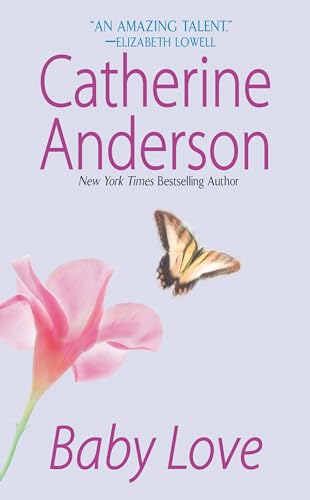 “AN AMAZING TALENT.”
—ELIZABETH LOWELL
Catherine
Anderson
New York Times Bestselling Author
Baby Love